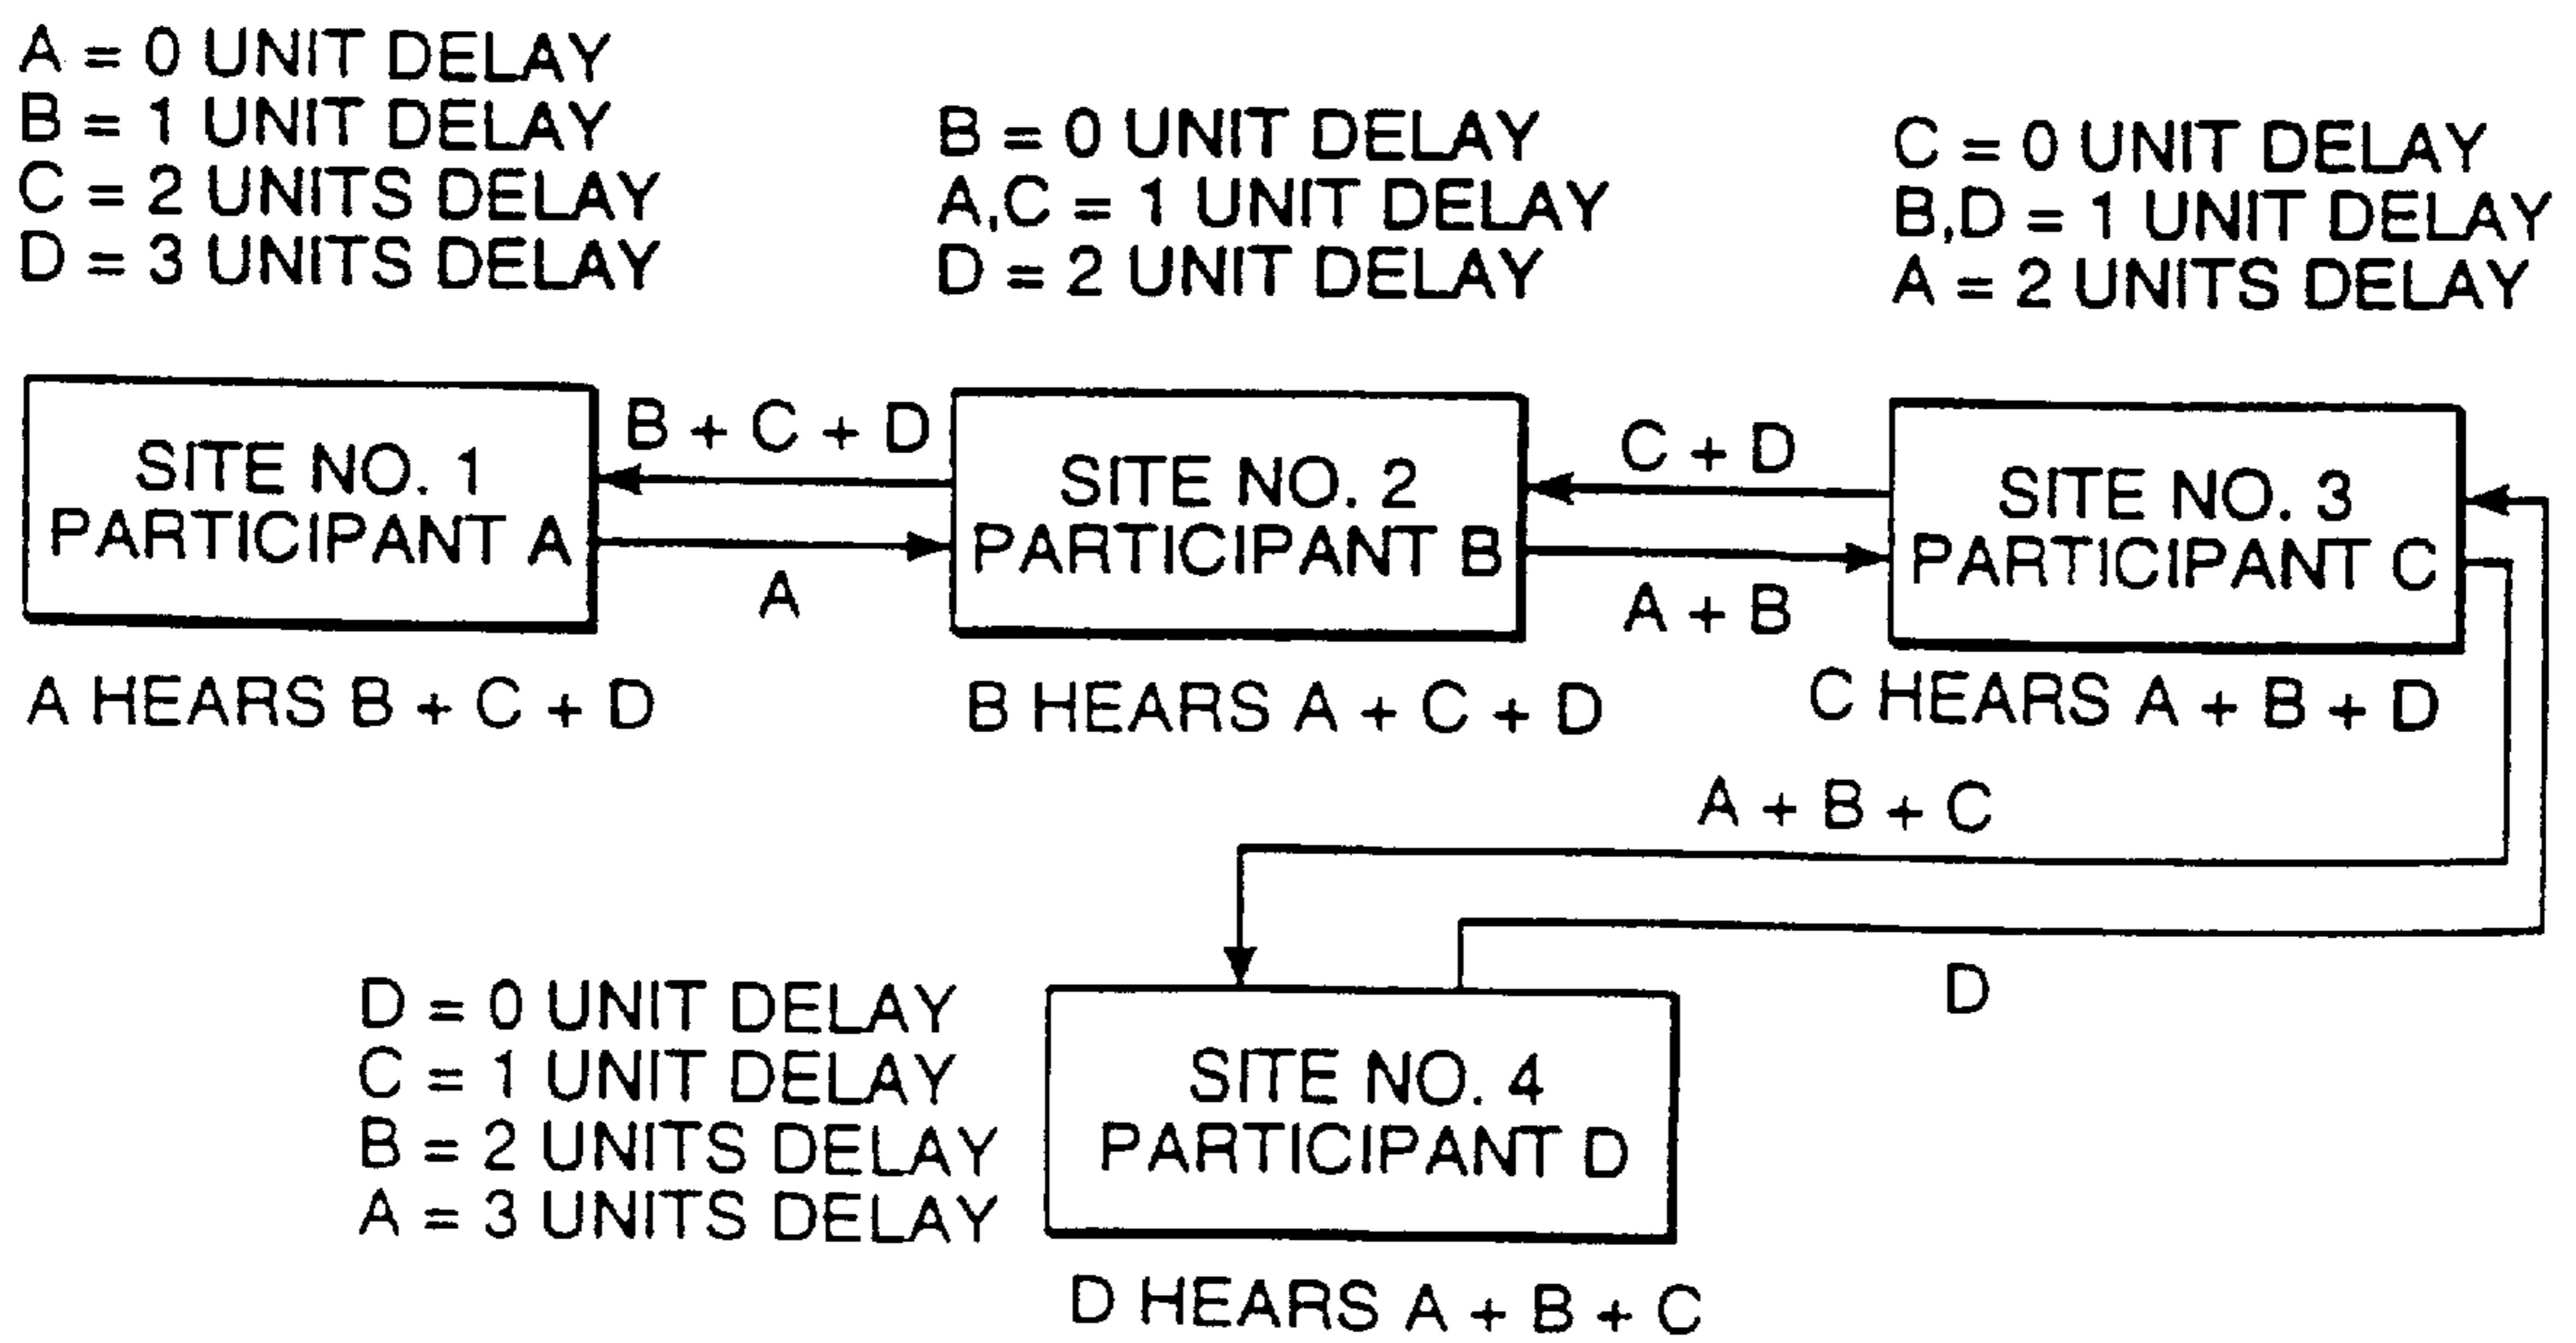 A = 0 UNIT DELAY
B = 1 UNIT DELAY
C = 2 UNITS DELAY
D = 3 UNITS DELAY
B = 0 UNIT DELAY
A,C = 1 UNIT DELAY
D = 2 UNIT DELAY
C = 0 UNIT DELAY
B,D = 1 UNIT DELAY
A = 2 UNITS DELAY
SITE NO. 1
PARTICIPANT A
B + C + D
A
SITE NO. 2
PARTICIPANT B
C + D
A + B
SITE NO. 3
PARTICIPANT C
A HEARS B + C + D
B HEARS A + C + D
C HEARS A + B + D
A + B + C
D
D = 0 UNIT DELAY
C = 1 UNIT DELAY
B = 2 UNITS DELAY
A = 3 UNITS DELAY
SITE NO. 4
PARTICIPANT D
D HEARS A + B + C